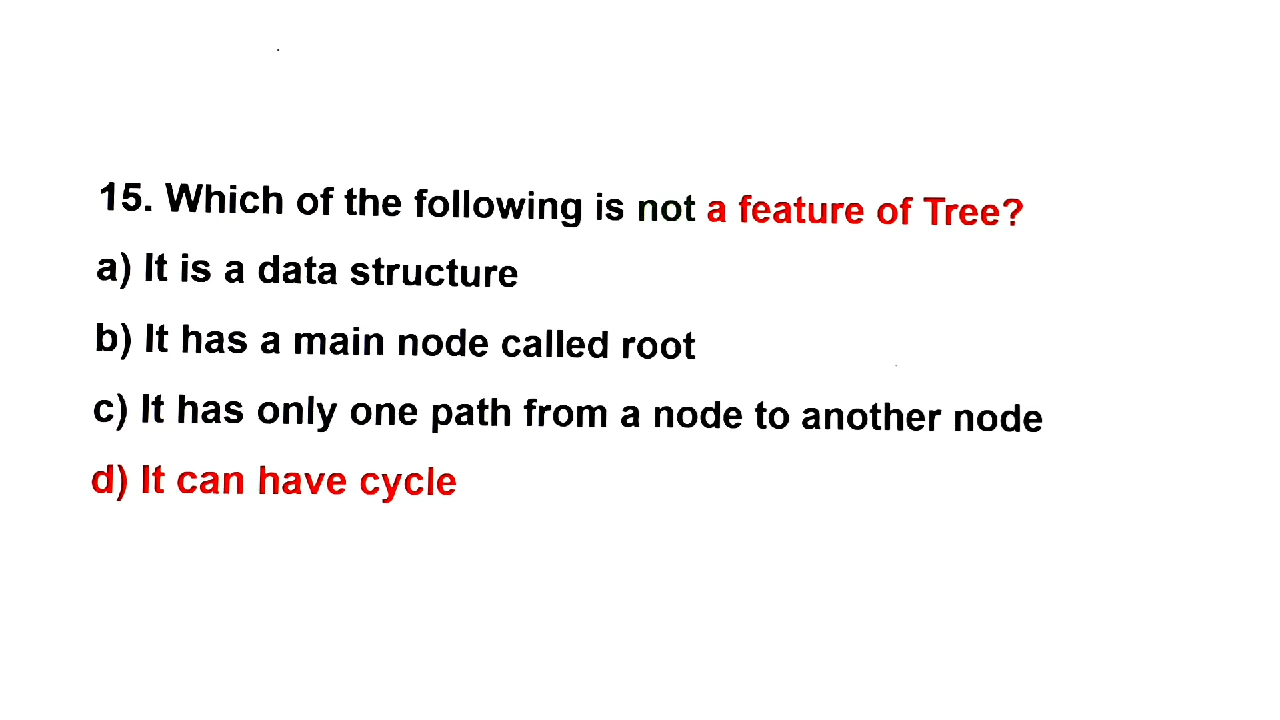 15. Which of the following is not a feature of Tree?
a) It is a data structure
b) It has a main node called root
c) It has only one path from a node to another node
d) It can have cycle